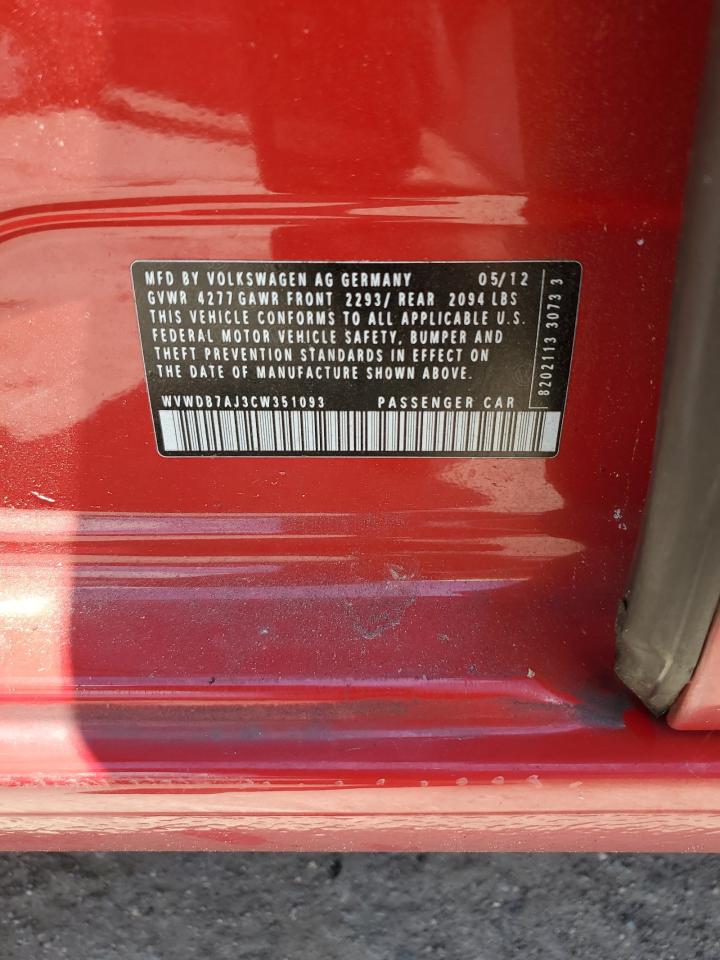 MFD BY VOLKSWAGEN AG GERMANY 05/12
GVWR 4277 GAWR FRONT 2293/ REAR 2094 LBS
THIS VEHICLE CONFORMS TO ALL APPLICABLE U.S.
FEDERAL MOTOR VEHICLE SAFETY, BUMPER AND
THEFT PREVENTION STANDARDS IN EFFECT ON
THE DATE OF MANUFACTURE SHOWN ABOVE.
WVWDB7AJ3CW351093 PASSENGER CAR
8202113 3073 3